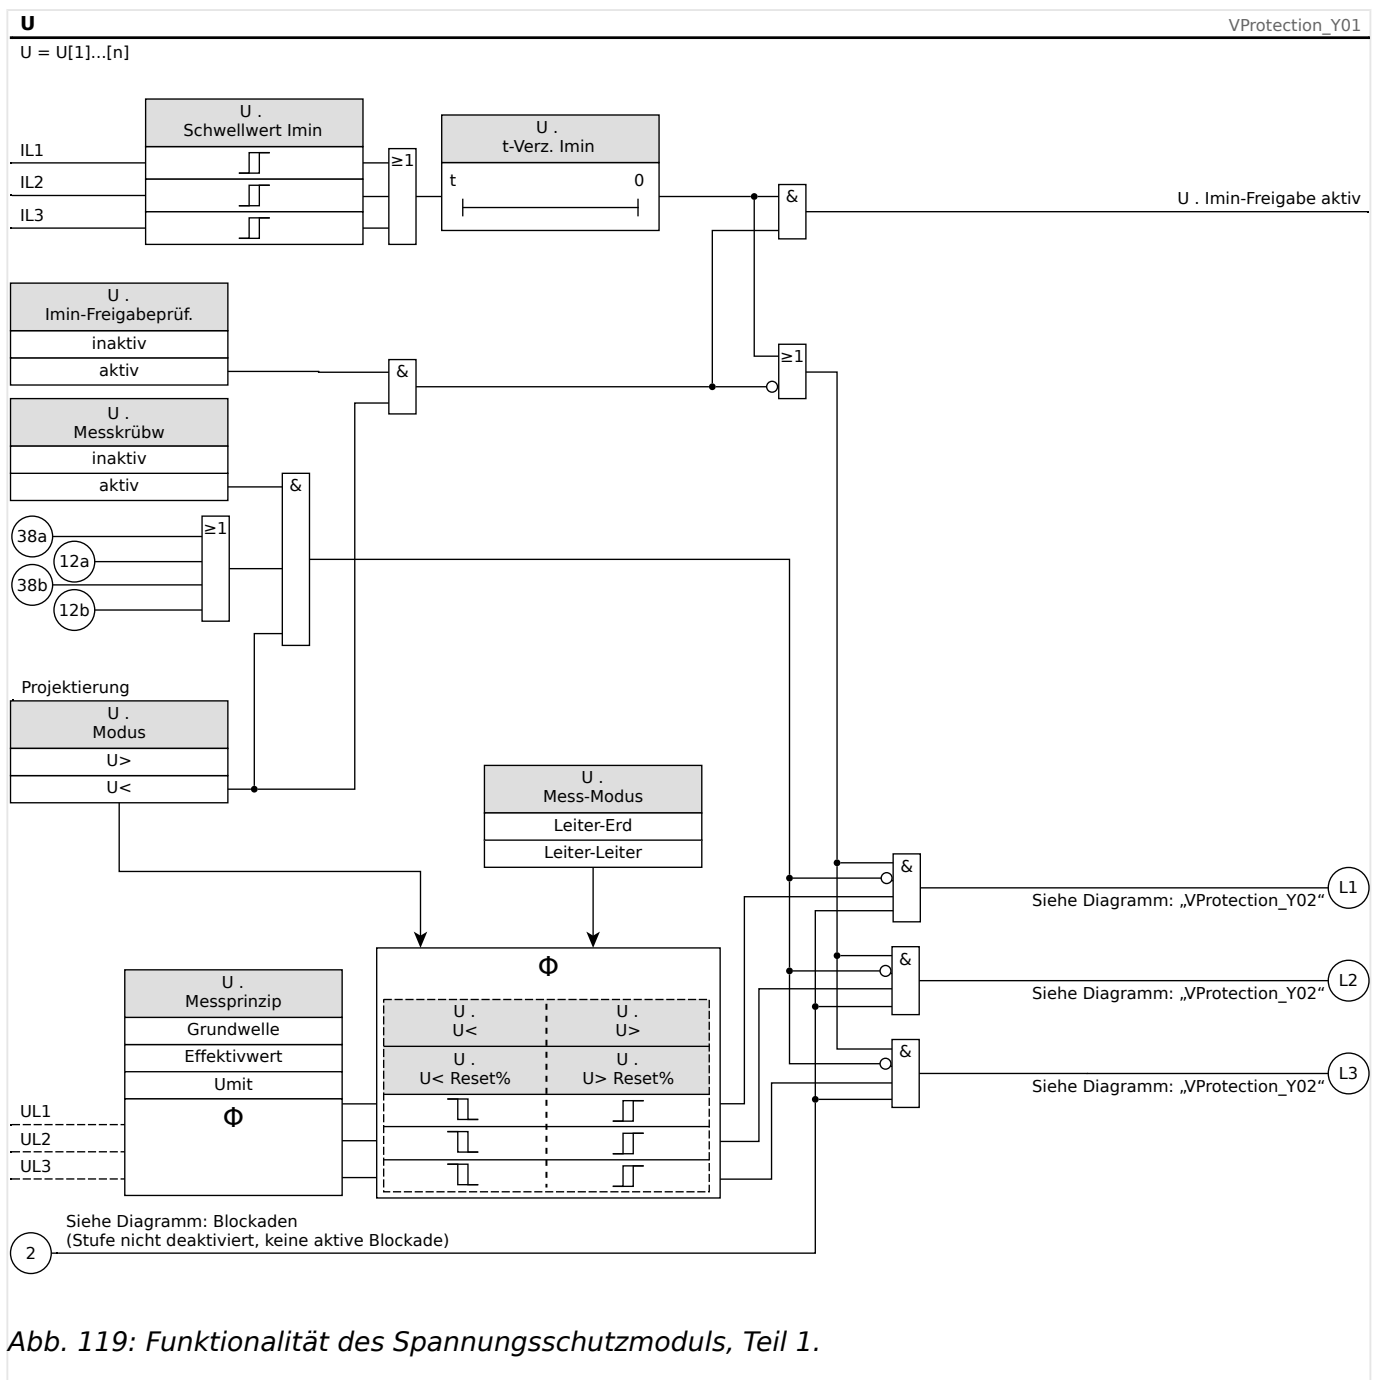 U
VProtection_Y01
U = U[1]...[n]
U .
Schwellwert Imin
IL1
IL2
IL3
≥1
U .
t-Verz. Imin
t 0
&
U . Imin-Freigabe aktiv
U .
Imin-Freigabeprüf.
inaktiv
aktiv
&
≥1
U .
Messkrübw
inaktiv
aktiv
&
38a
12a
38b
12b
≥1
Projektierung
U .
Modus
U>
U<
U .
Mess-Modus
Leiter-Erd
Leiter-Leiter
&
L1
Siehe Diagramm: „VProtection_Y02“
&
L2
Siehe Diagramm: „VProtection_Y02“
&
L3
Siehe Diagramm: „VProtection_Y02“
U .
Messprinzip
Grundwelle
Effektivwert
Umit
Φ
UL1
UL2
UL3
Φ
U .
U<
U .
U>
U .
U< Reset%
U .
U> Reset%
Siehe Diagramm: Blockaden
(Stufe nicht deaktiviert, keine aktive Blockade)
2
Abb. 119: Funktionalität des Spannungsschutzmoduls, Teil 1.